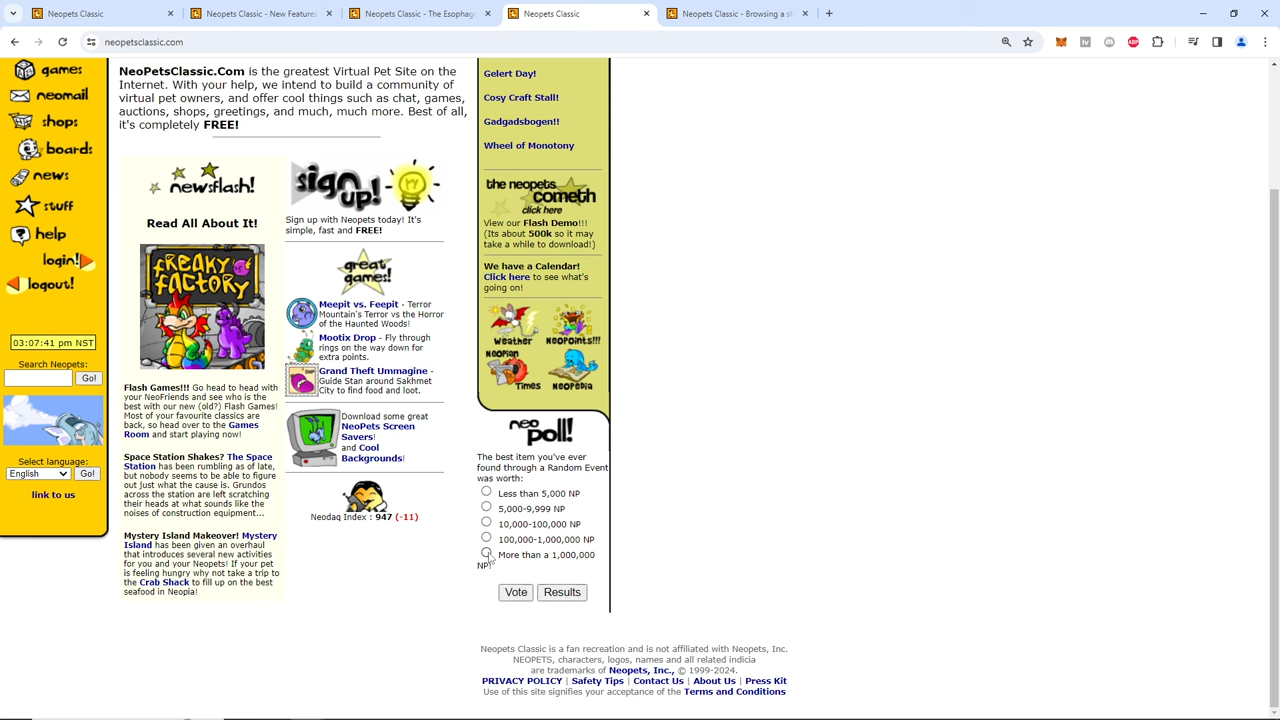 Neopets Classic
Neopets Classic - New Features
Neopets Classic - The Esophag
Neopets Classic
Neopets Classic - Browsing a sh
neopetsclassic.com
games
neomail
shops
boards
news
stuff
help
login!
logout!
03:07:41 pm NST
Search Neopets:
Go!
Select language:
English
Go!
link to us
NeoPetsClassic.Com is the greatest Virtual Pet Site on the
Internet. With your help, we intend to build a community of
virtual pet owners, and offer cool things such as chat, games,
auctions, shops, greetings, and much, much more. Best of all,
it's completely FREE!
newsflash!
Read All About It!
FREAKY
FACTORY
Flash Games!!! Go head to head with
your NeoFriends and see who is the
best with our new (old?) Flash Games!
Most of your favourite classics are
back, so head over to the Games
Room and start playing now!
Space Station Shakes? The Space
Station has been rumbling as of late,
but nobody seems to be able to figure
out just what the cause is. Grundos
across the station are left scratching
their heads at what sounds like the
noises of construction equipment...
Mystery Island Makeover! Mystery
Island has been given an overhaul
that introduces several new activities
for you and your Neopets! If your pet
is feeling hungry why not take a trip to
the Crab Shack to fill up on the best
seafood in Neopia!
sign up!
Sign up with Neopets today! It's
simple, fast and FREE!
great
games!
Meepit vs. Feepit - Terror
Mountain's Terror vs the Horror
of the Haunted Woods!
Mootix Drop - Fly through
rings on the way down for
extra points.
Grand Theft Ummagine -
Guide Stan around Sakhmet
City to find food and loot.
Download some great
NeoPets Screen
Savers!
and Cool
Backgrounds!
Neodaq Index : 947 (-11)
Gelert Day!
Cosy Craft Stall!
Gadgadsbogen!!
Wheel of Monotony
the neopets
cometh
click here
View our Flash Demo!!!
(Its about 500k so it may
take a while to download!)
We have a Calendar!
Click here to see what's
going on!
Weather
NEOPOINTS!!!
NEOPIAN
Times
NEOPEDIA
neo
poll!
The best item you've ever
found through a Random Event
was worth:
Less than 5,000 NP
5,000-9,999 NP
10,000-100,000 NP
100,000-1,000,000 NP
More than a 1,000,000
NP!
Vote
Results
Neopets Classic is a fan recreation and is not affiliated with Neopets, Inc.
NEOPETS, characters, logos, names and all related indicia
are trademarks of Neopets, Inc., © 1999-2024.
PRIVACY POLICY | Safety Tips | Contact Us | About Us | Press Kit
Use of this site signifies your acceptance of the Terms and Conditions